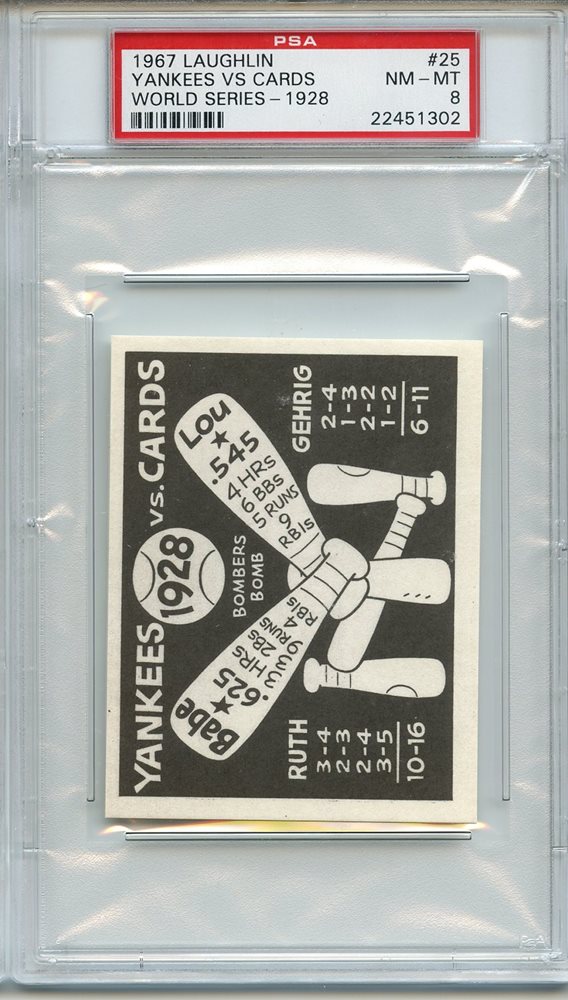 PSA
1967 LAUGHLIN #25
YANKEES VS CARDS NM – MT
WORLD SERIES – 1928 8
22451302
YANKEES 1928 vs. CARDS
BOMBERS
BOMB
Babe
★
.625
3 HRs
3 2BS
9 RUNS
4
RBIs
Lou
★
.545
4 HRS
6 BBS
5 RUNS
9
RBIs
RUTH
3-4
2-3
2-4
3-5
10-16
GEHRIG
2-4
1-3
2-2
1-2
6-11
PSA